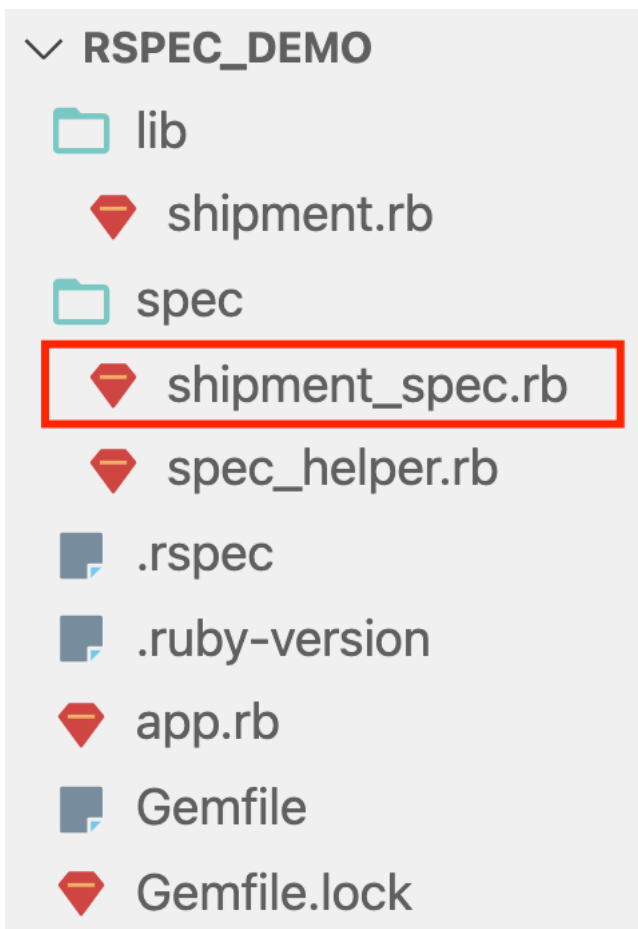 RSPEC_DEMO
lib
shipment.rb
spec
shipment_spec.rb
spec_helper.rb
.rspec
.ruby-version
app.rb
Gemfile
Gemfile.lock